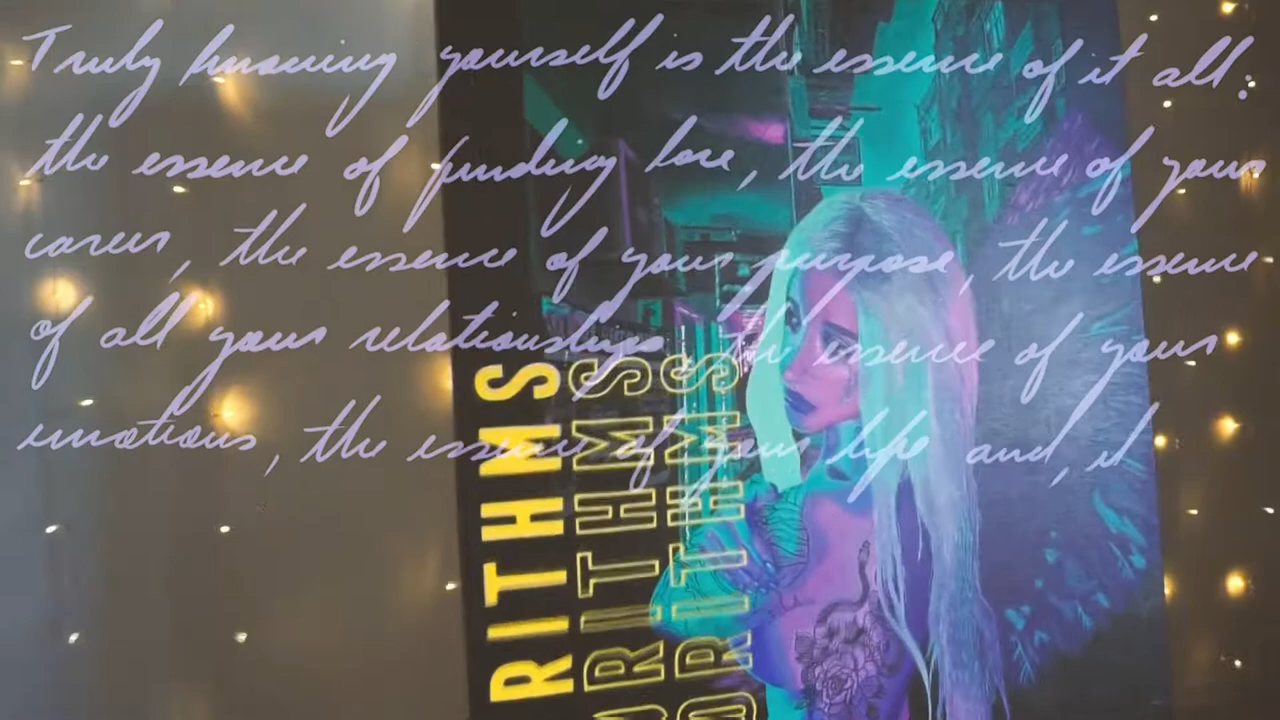 Truly knowing yourself is the essence of it all:
the essence of finding love, the essence of your
career, the essence of your purpose, the essence
of all your relationships, the essence of your
emotions, the essence of your life and, it
RITHMS
RITHMS
ORITHMS